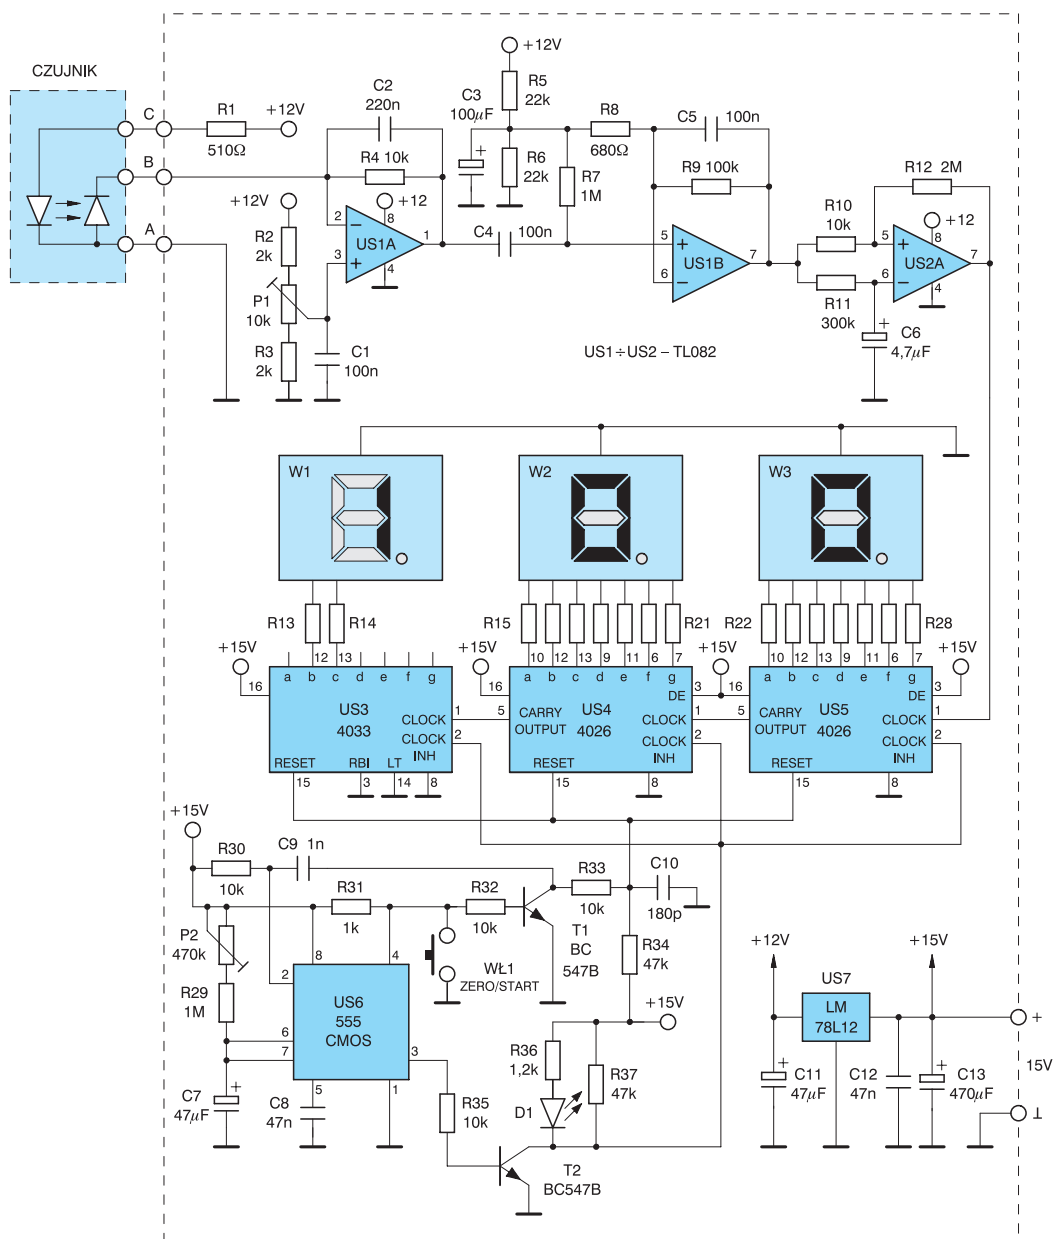 CZUJNIK
C
R1
510Ω
+12V
B
A
C2
220n
R4 10k
+12V
R2
2k
P1
10k
R3
2k
C1
100n
+12
2
3
8
4
1
US1A
C4
100n
C3
100µF
+
+12V
R5
22k
R6
22k
R7
1M
R8
680Ω
C5
100n
R9 100k
5
6
7
US1B
R10
10k
R11
300k
R12 2M
+12
5
6
8
4
7
US2A
C6
4,7µF
+
US1÷US2 – TL082
W1
W2
W3
R13
R14
R15
R21
R22
R28
+15V
+15V
+15V
+15V
16
12
13
a b c d e f g
US3
4033
CLOCK
CLOCK
INH
RESET
RBI
LT
1
2
15
3
14
8
16
10
12
13
9
11
6
7
a b c d e f g
DE
3
US4
4026
CARRY
OUTPUT
5
CLOCK
CLOCK
INH
RESET
1
2
15
8
16
10
12
13
9
11
6
7
a b c d e f g
DE
3
US5
4026
CARRY
OUTPUT
5
CLOCK
CLOCK
INH
RESET
1
2
15
8
+15V
R30
10k
C9 1n
R31
1k
R32
10k
R33
10k
C10
180p
P2
470k
R29
1M
C7
47µF
+
C8
47n
US6
555
CMOS
8
4
2
6
7
3
5
1
WŁ1
ZERO/START
T1
BC
547B
R34
47k
+15V
R36
1,2k
R37
47k
D1
R35
10k
T2
BC547B
+12V
+15V
US7
LM
78L12
+
15V
⊥
C11
47µF
+
C12
47n
C13
470µF
+